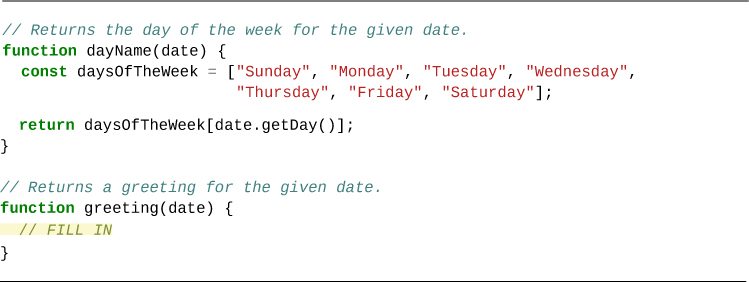 // Returns the day of the week for the given date.
function dayName(date) {
  const daysOfTheWeek = ["Sunday", "Monday", "Tuesday", "Wednesday",
                         "Thursday", "Friday", "Saturday"];
  return daysOfTheWeek[date.getDay()];
}
// Returns a greeting for the given date.
function greeting(date) {
  // FILL IN
}